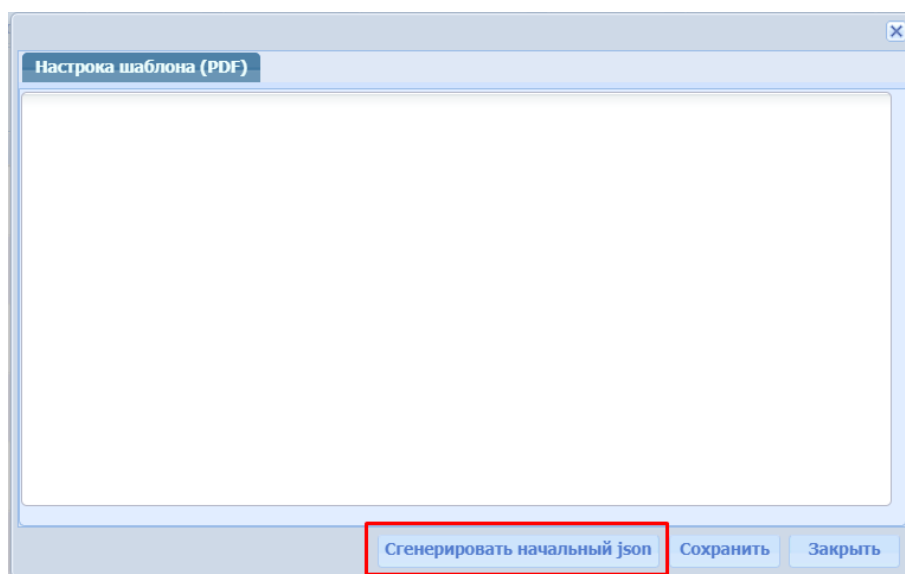 Настрока шаблона (PDF)
Сгенерировать начальный json Сохранить Закрыть